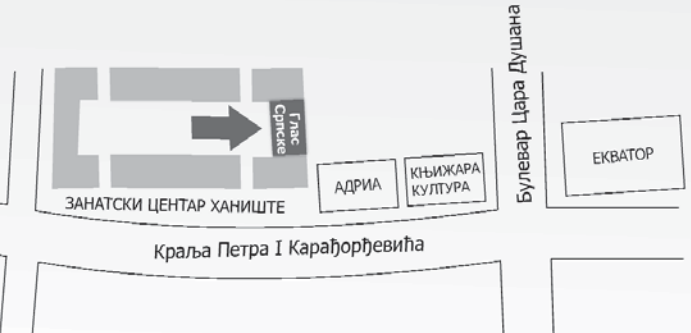 Булевар Цара Душана
Глас
Српске
ЕКВАТОР
АДРИА
КЊИЖАРА
КУЛТУРА
ЗАНАТСКИ ЦЕНТАР ХАНИШТЕ
Краља Петра I Карађорђевића